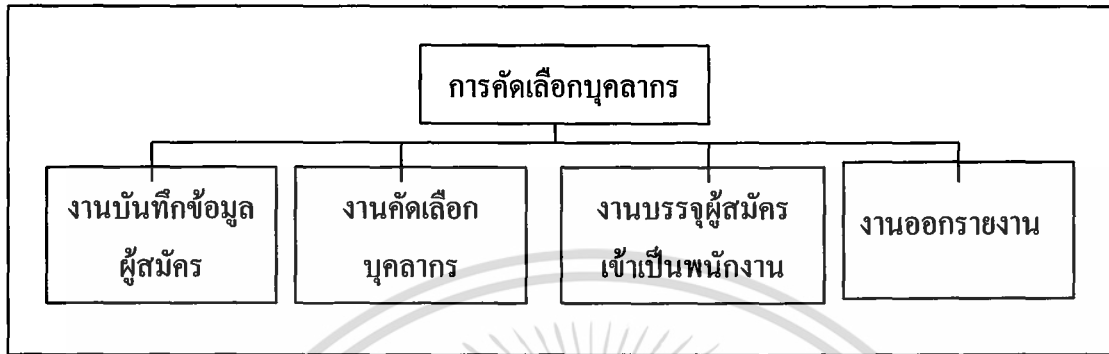 การคัดเลือกบุคลากร
งานบันทึกข้อมูล
ผู้สมัคร
งานคัดเลือก
บุคลากร
งานบรรจุผู้สมัคร
เข้าเป็นพนักงาน
งานออกรายงาน